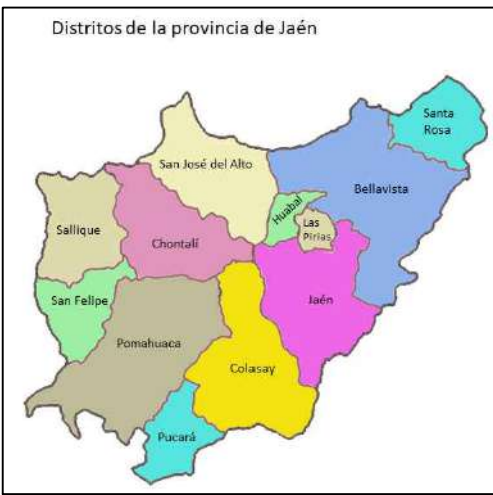 Distritos de la provincia de Jaén
Santa
Rosa
San José del Alto
Bellavista
Huabal
Sallique
Las
Pirias
Chontalí
San Felipe
Jaén
Pomahuaca
Colasay
Pucará